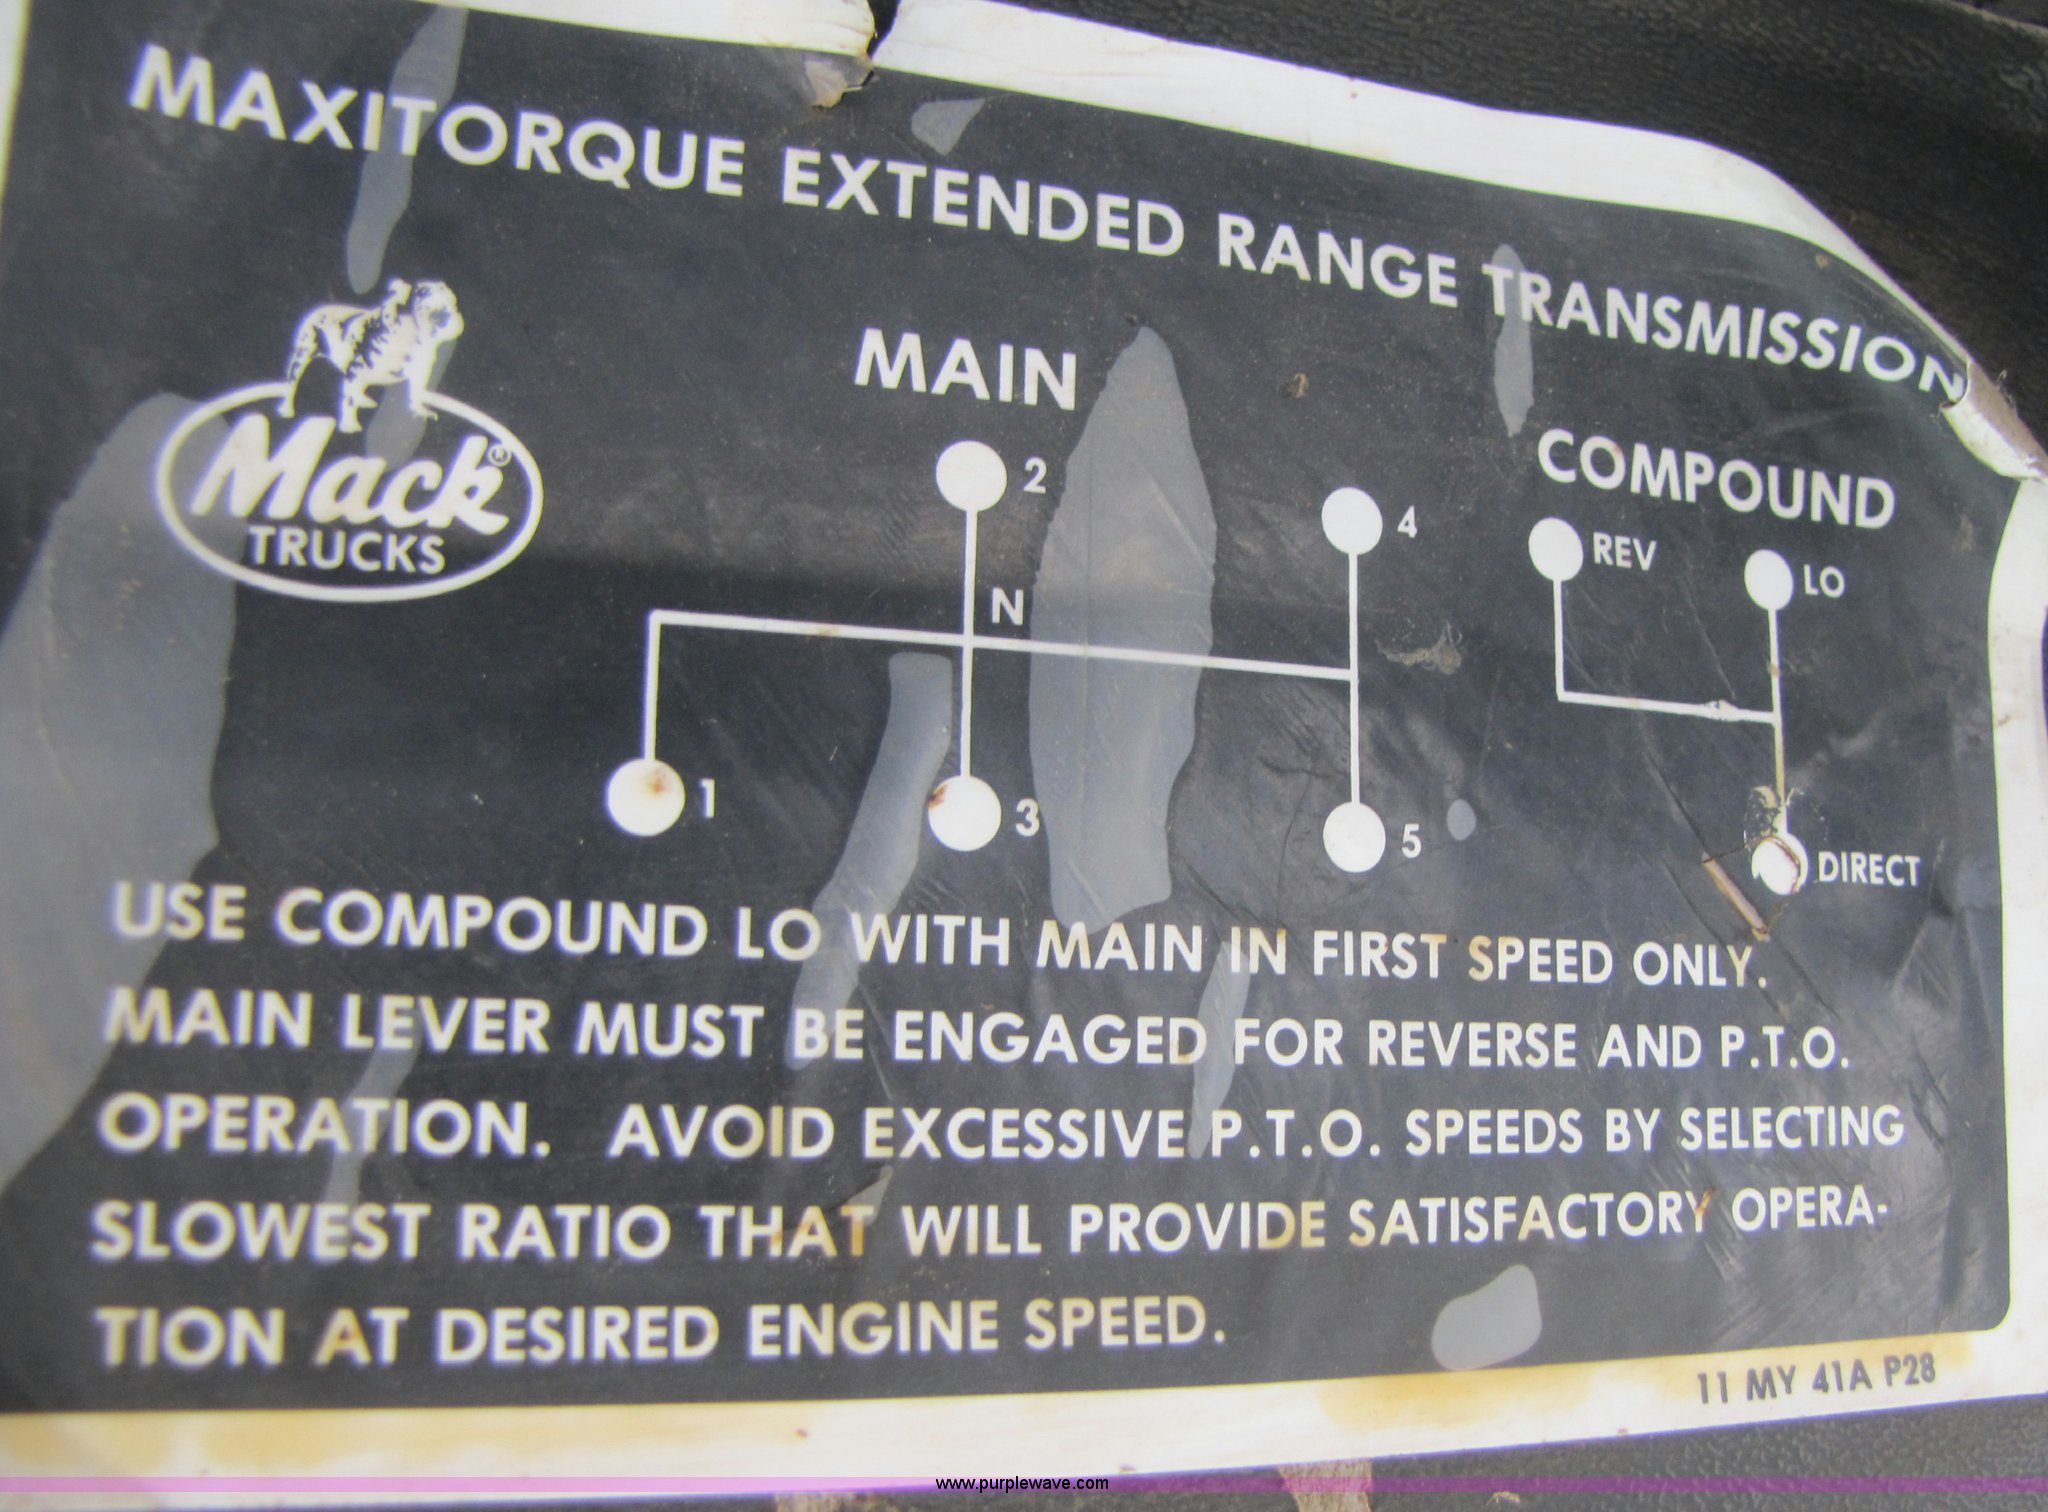 MAXITORQUE EXTENDED RANGE TRANSMISSION
Mack®
TRUCKS
MAIN
2
4
N
1
3
5
COMPOUND
REV
LO
DIRECT
USE COMPOUND LO WITH MAIN IN FIRST SPEED ONLY.
MAIN LEVER MUST BE ENGAGED FOR REVERSE AND P.T.O.
OPERATION. AVOID EXCESSIVE P.T.O. SPEEDS BY SELECTING
SLOWEST RATIO THAT WILL PROVIDE SATISFACTORY OPERA-
TION AT DESIRED ENGINE SPEED.
11 MY 41A P28
www.purplewave.com